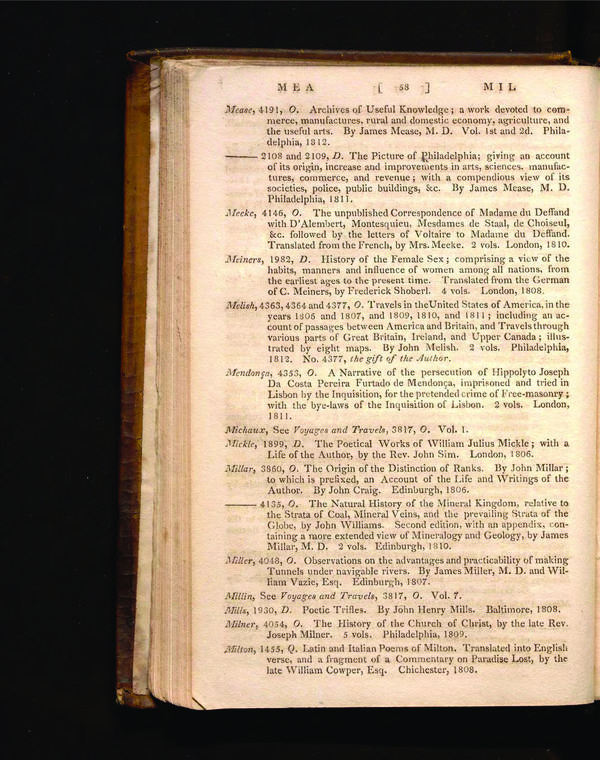 MEA [ 58 ] MIL
Mease, 4191, O. Archives of Useful Knowledge; a work devoted to com-
merce, manufactures, rural and domestic economy, agriculture, and
the useful arts. By James Mease, M. D. Vol. 1st and 2d. Phila-
delphia, 1812.
——— 2108 and 2109, D. The Picture of Philadelphia; giving an account
of its origin, increase and improvements in arts, sciences, manufac-
tures, commerce, and revenue; with a compendious view of its
societies, police, public buildings, &c. By James Mease, M. D.
Philadelphia, 1811.
Meeke, 4146, O. The unpublished Correspondence of Madame du Deffand
with D'Alembert, Montesquieu, Mesdames de Staal, de Choiseul,
&c. followed by the letters of Voltaire to Madame du Deffand.
Translated from the French, by Mrs. Meeke. 2 vols. London, 1810.
Meiners, 1982, D. History of the Female Sex; comprising a view of the
habits, manners and influence of women among all nations, from
the earliest ages to the present time. Translated from the German
of C. Meiners, by Frederick Shoberl. 4 vols. London, 1808.
Melish, 4363, 4364 and 4377, O. Travels in the United States of America, in the
years 1806 and 1807, and 1809, 1810, and 1811; including an ac-
count of passages between America and Britain, and Travels through
various parts of Great Britain, Ireland, and Upper Canada; illus-
trated by eight maps. By John Melish. 2 vols. Philadelphia,
1812. No. 4377, the gift of the Author.
Mendonça, 4353, O. A Narrative of the persecution of Hippolyto Joseph
Da Costa Pereira Furtado de Mendonça, imprisoned and tried in
Lisbon by the Inquisition, for the pretended crime of Free-masonry;
with the bye-laws of the Inquisition of Lisbon. 2 vols. London,
1811.
Michaux, See Voyages and Travels, 3817, O. Vol. 1.
Mickle, 1899, D. The Poetical Works of William Julius Mickle; with a
Life of the Author, by the Rev. John Sim. London, 1806.
Millar, 3860, O. The Origin of the Distinction of Ranks. By John Millar;
to which is prefixed, an Account of the Life and Writings of the
Author. By John Craig. Edinburgh, 1806.
——— 4135, O. The Natural History of the Mineral Kingdom, relative to
the Strata of Coal, Mineral Veins, and the prevailing Strata of the
Globe, by John Williams. Second edition, with an appendix, con-
taining a more extended view of Mineralogy and Geology, by James
Millar, M. D. 2 vols. Edinburgh, 1810.
Miller, 4048, O. Observations on the advantages and practicability of making
Tunnels under navigable rivers. By James Miller, M. D. and Wil-
liam Vazie, Esq. Edinburgh, 1807.
Millin, See Voyages and Travels, 3817, O. Vol. 7.
Mills, 1930, D. Poetic Trifles. By John Henry Mills. Baltimore, 1808.
Milner, 4054, O. The History of the Church of Christ, by the late Rev.
Joseph Milner. 5 vols. Philadelphia, 1809.
Milton, 1455, Q. Latin and Italian Poems of Milton. Translated into English
verse, and a fragment of a Commentary on Paradise Lost, by the
late William Cowper, Esq. Chichester, 1808.